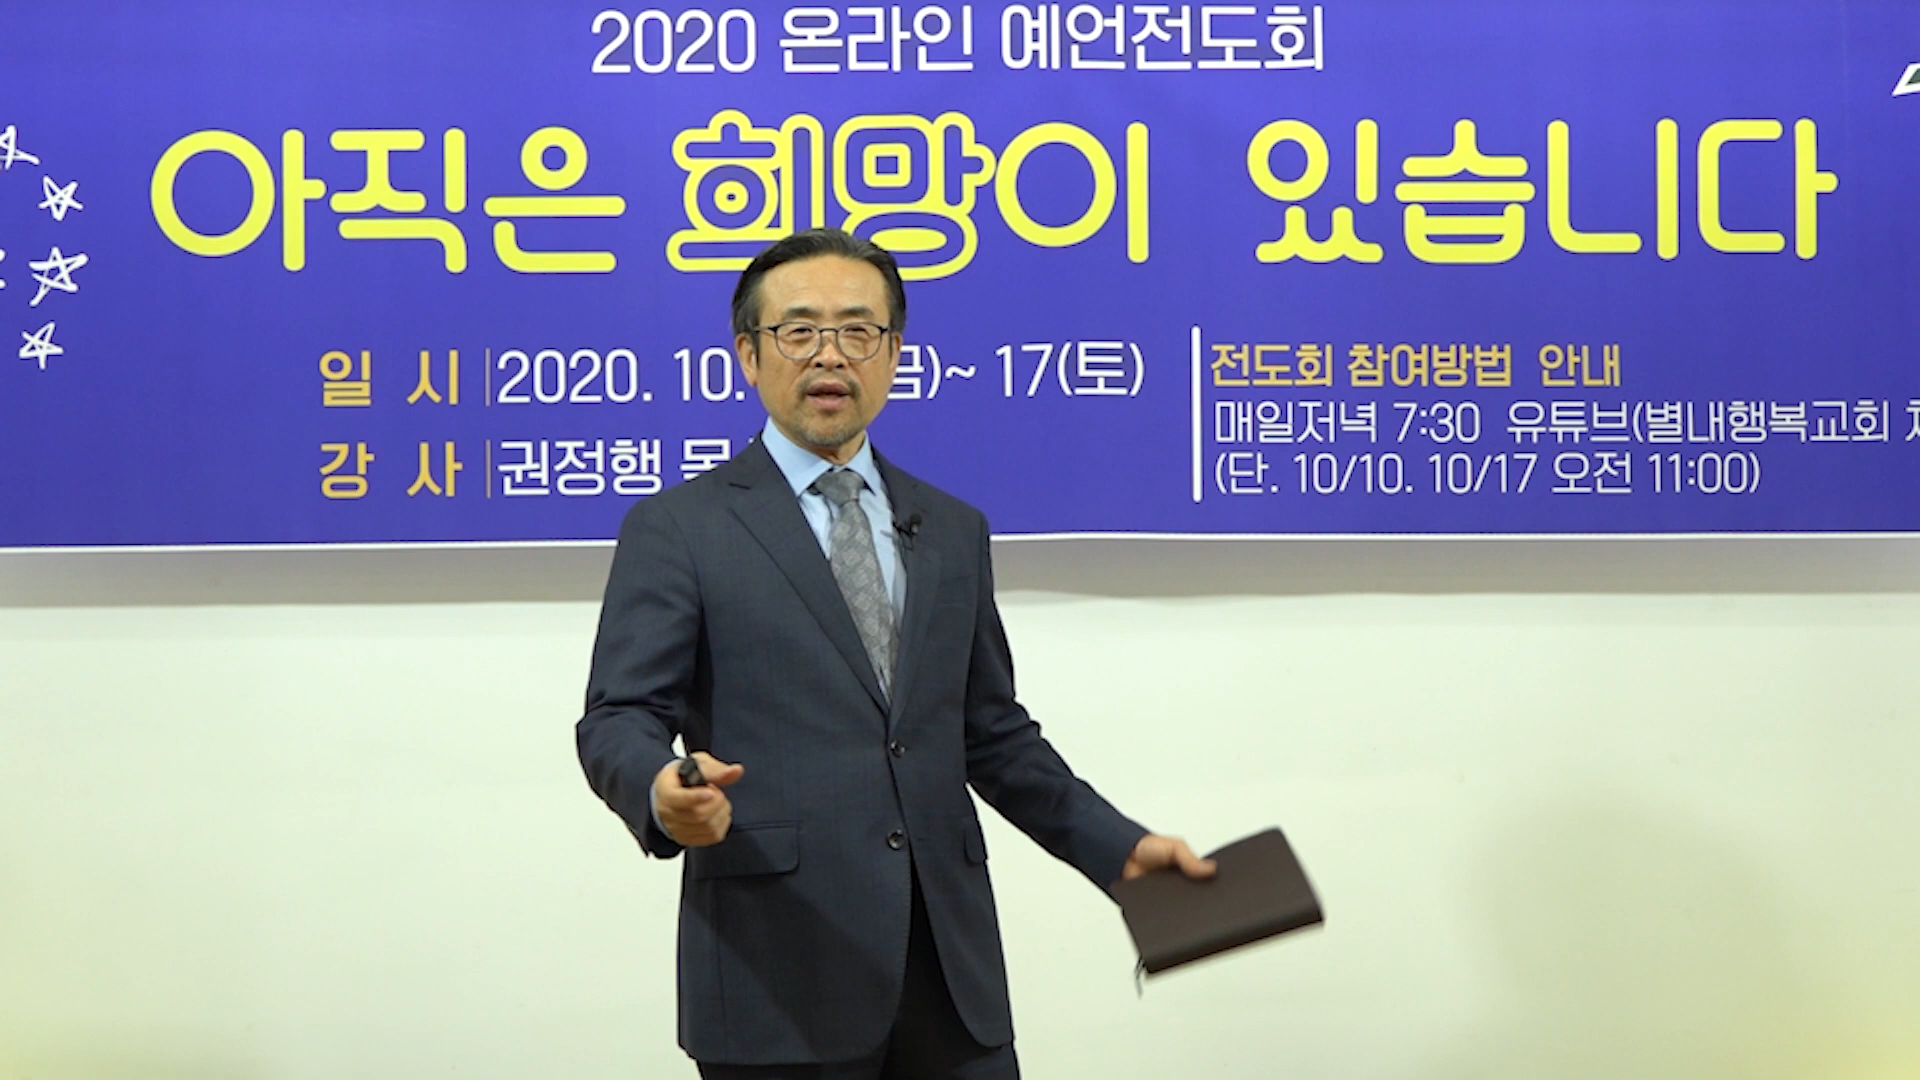 2020 온라인 예언전도회
아직은 희망이 있습니다
일 시 2020. 10. 금)~ 17(토)
강 사 권정행
전도회 참여방법 안내
매일저녁 7:30 유튜브(별내행복교회
(단. 10/10. 10/17 오전 11:00)